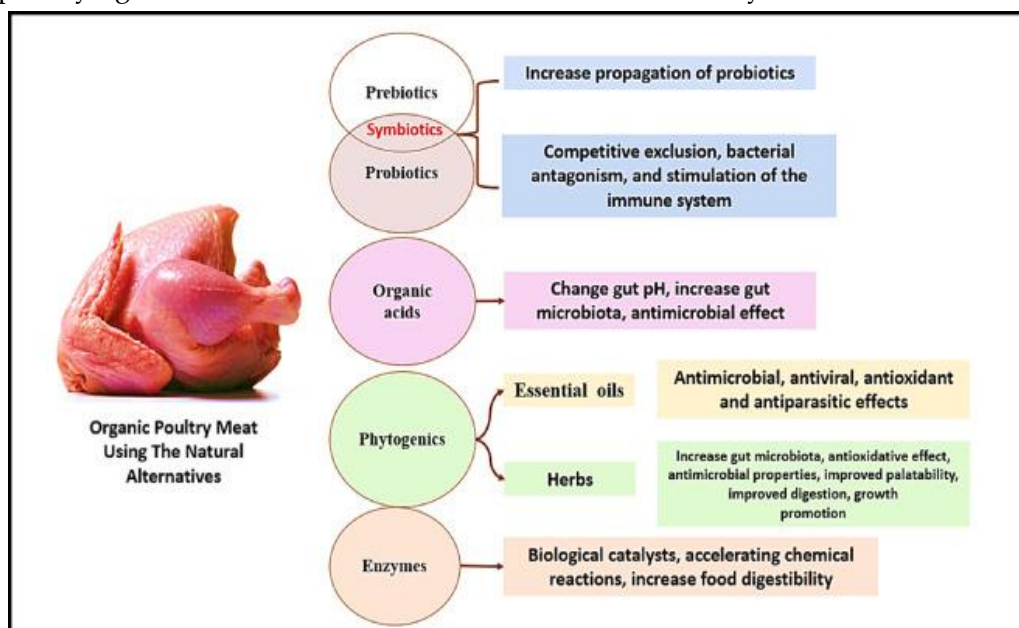 Prebiotics
Symbiotics
Probiotics
Increase propagation of probiotics
Competitive exclusion, bacterial
antagonism, and stimulation of the
immune system
Organic
acids
Change gut pH, increase gut
microbiota, antimicrobial effect
Organic Poultry Meat
Using The Natural
Alternatives
Phytogenics
Essential oils
Antimicrobial, antiviral, antioxidant
and antiparasitic effects
Herbs
Increase gut microbiota, antioxidative effect,
antimicrobial properties, improved palatability,
improved digestion, growth
promotion
Enzymes
Biological catalysts, accelerating chemical
reactions, increase food digestibility